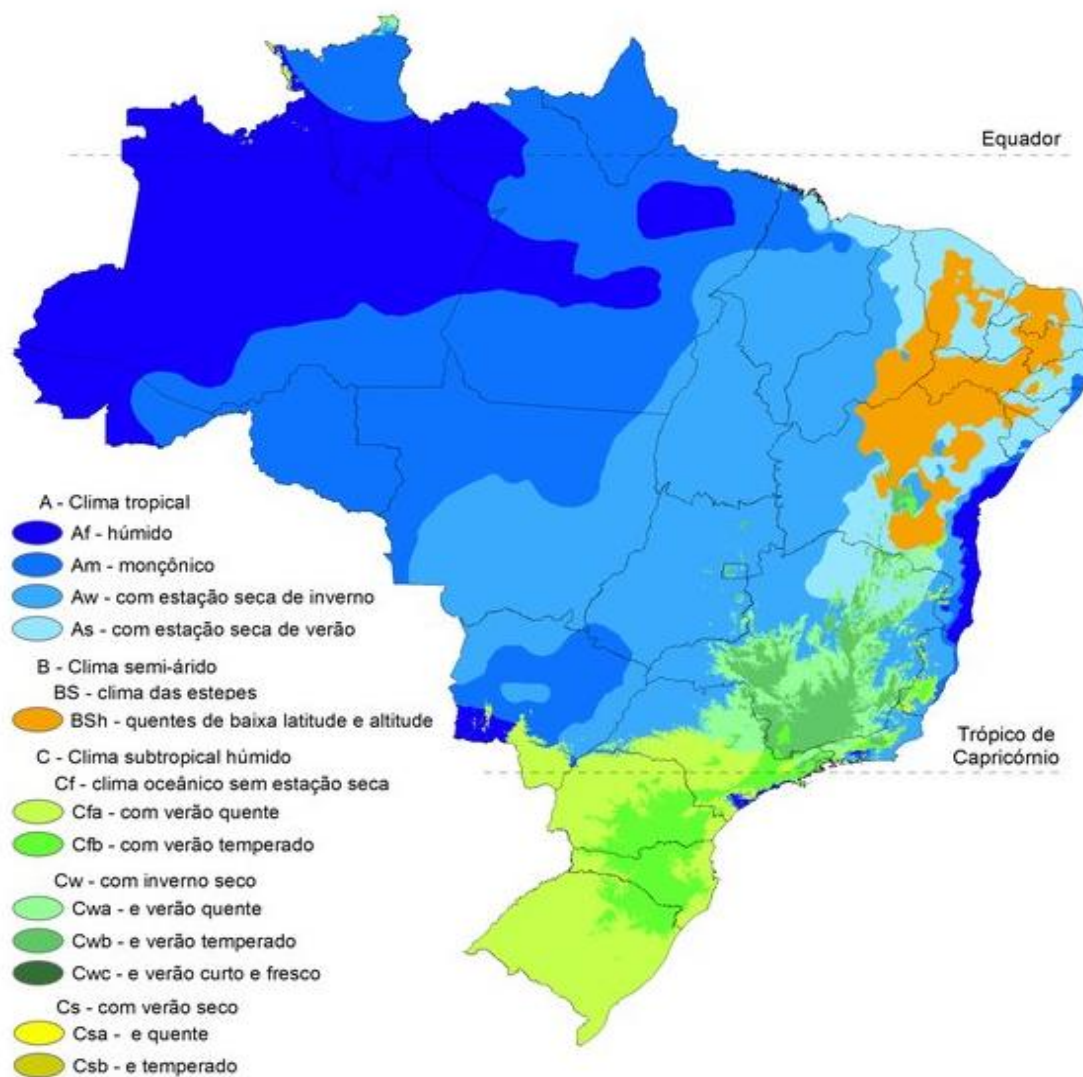 Equador
A - Clima tropical
Af - húmido
Am - monçônico
Aw - com estação seca de inverno
As - com estação seca de verão
B - Clima semi-árido
BS - clima das estepes
BSh - quentes de baixa latitude e altitude
Trópico de
Capricórnio
C - Clima subtropical húmido
Cf - clima oceánico sem estação seca
Cfa - com verão quente
Cfb - com verão temperado
Cw - com inverno seco
Cwa - e verão quente
Cwb - e verão temperado
Cwc - e verão curto e fresco
Cs - com verão seco
Csa - e quente
Csb - e temperado